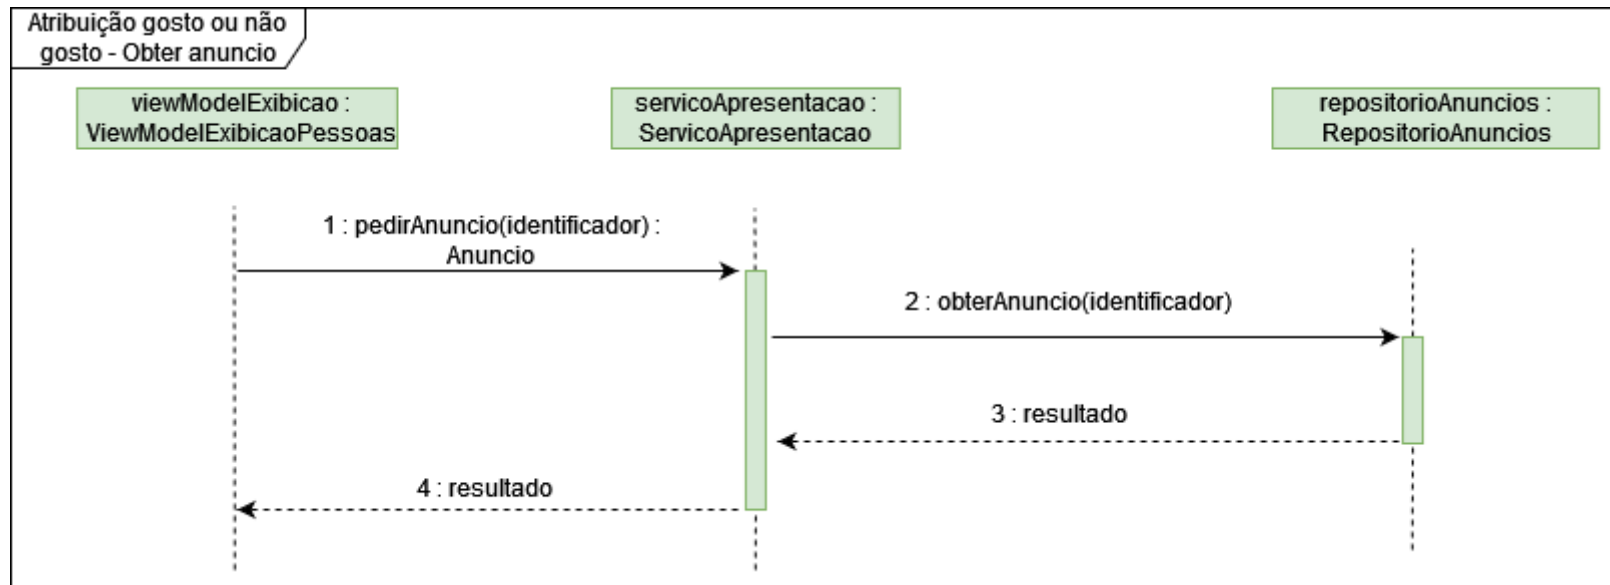 Atribuição gosto ou não
gosto - Obter anuncio
viewModelExibicao :
ViewModelExibicaoPessoas
servicoApresentacao :
ServicoApresentacao
repositorioAnuncios :
RepositorioAnuncios
1 : pedirAnuncio(identificador) :
Anuncio
2 : obterAnuncio(identificador)
3 : resultado
4 : resultado